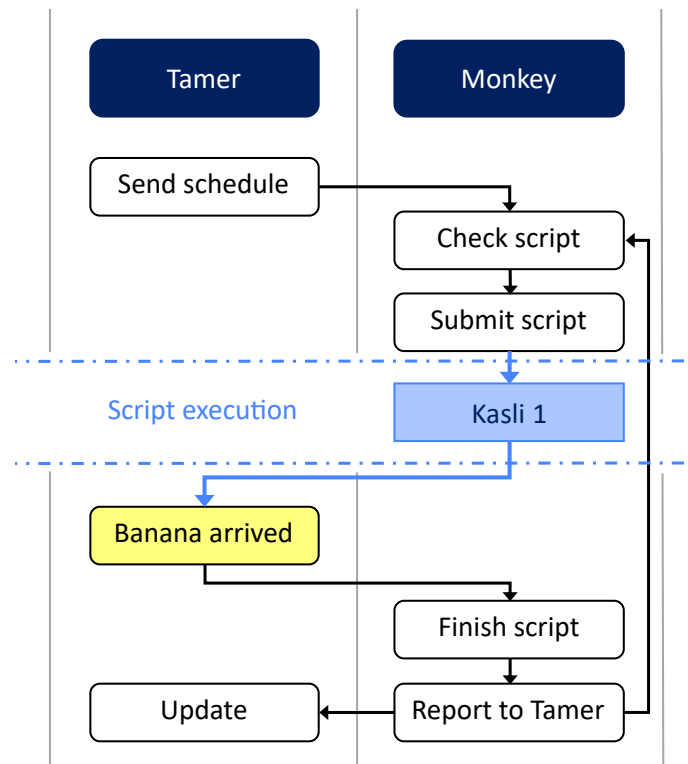 Tamer
Monkey
Send schedule
Check script
Submit script
Script execution
Kasli 1
Banana arrived
Finish script
Update
Report to Tamer